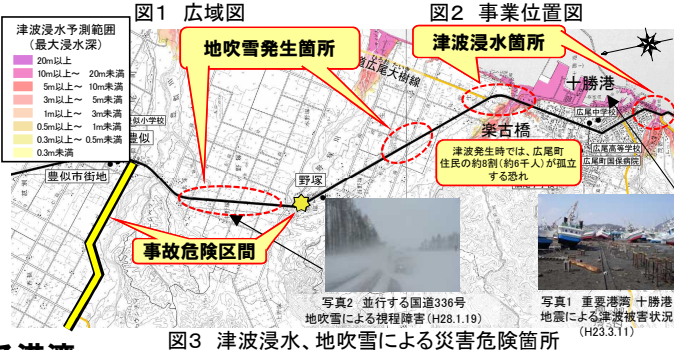 図1 広域図
図2 事業位置図
津波浸水予測範囲
(最大浸水深)
20m以上
10m以上～ 20m未満
5m以上～ 10m未満
3m以上～ 5m未満
1m以上～ 3m未満
0.5m以上～ 1m未満
0.3m以上～ 0.5m未満
0.3m未満
地吹雪発生箇所
津波浸水箇所
広尾大樹線
十勝港
広尾中学校
楽古橋
広尾高等学校
広尾町国保病院
津波発生時では、広尾町
住民の約8割(約6千人)が孤立
する恐れ
似小学校
豊似
豊似市街地
野塚
事故危険区間
写真2 並行する国道336号
地吹雪による視程障害(H28.1.19)
写真1 重要港湾 十勝港
地震による津波被害状況
(H23.3.11)
図3 津波浸水、地吹雪による災害危険箇所